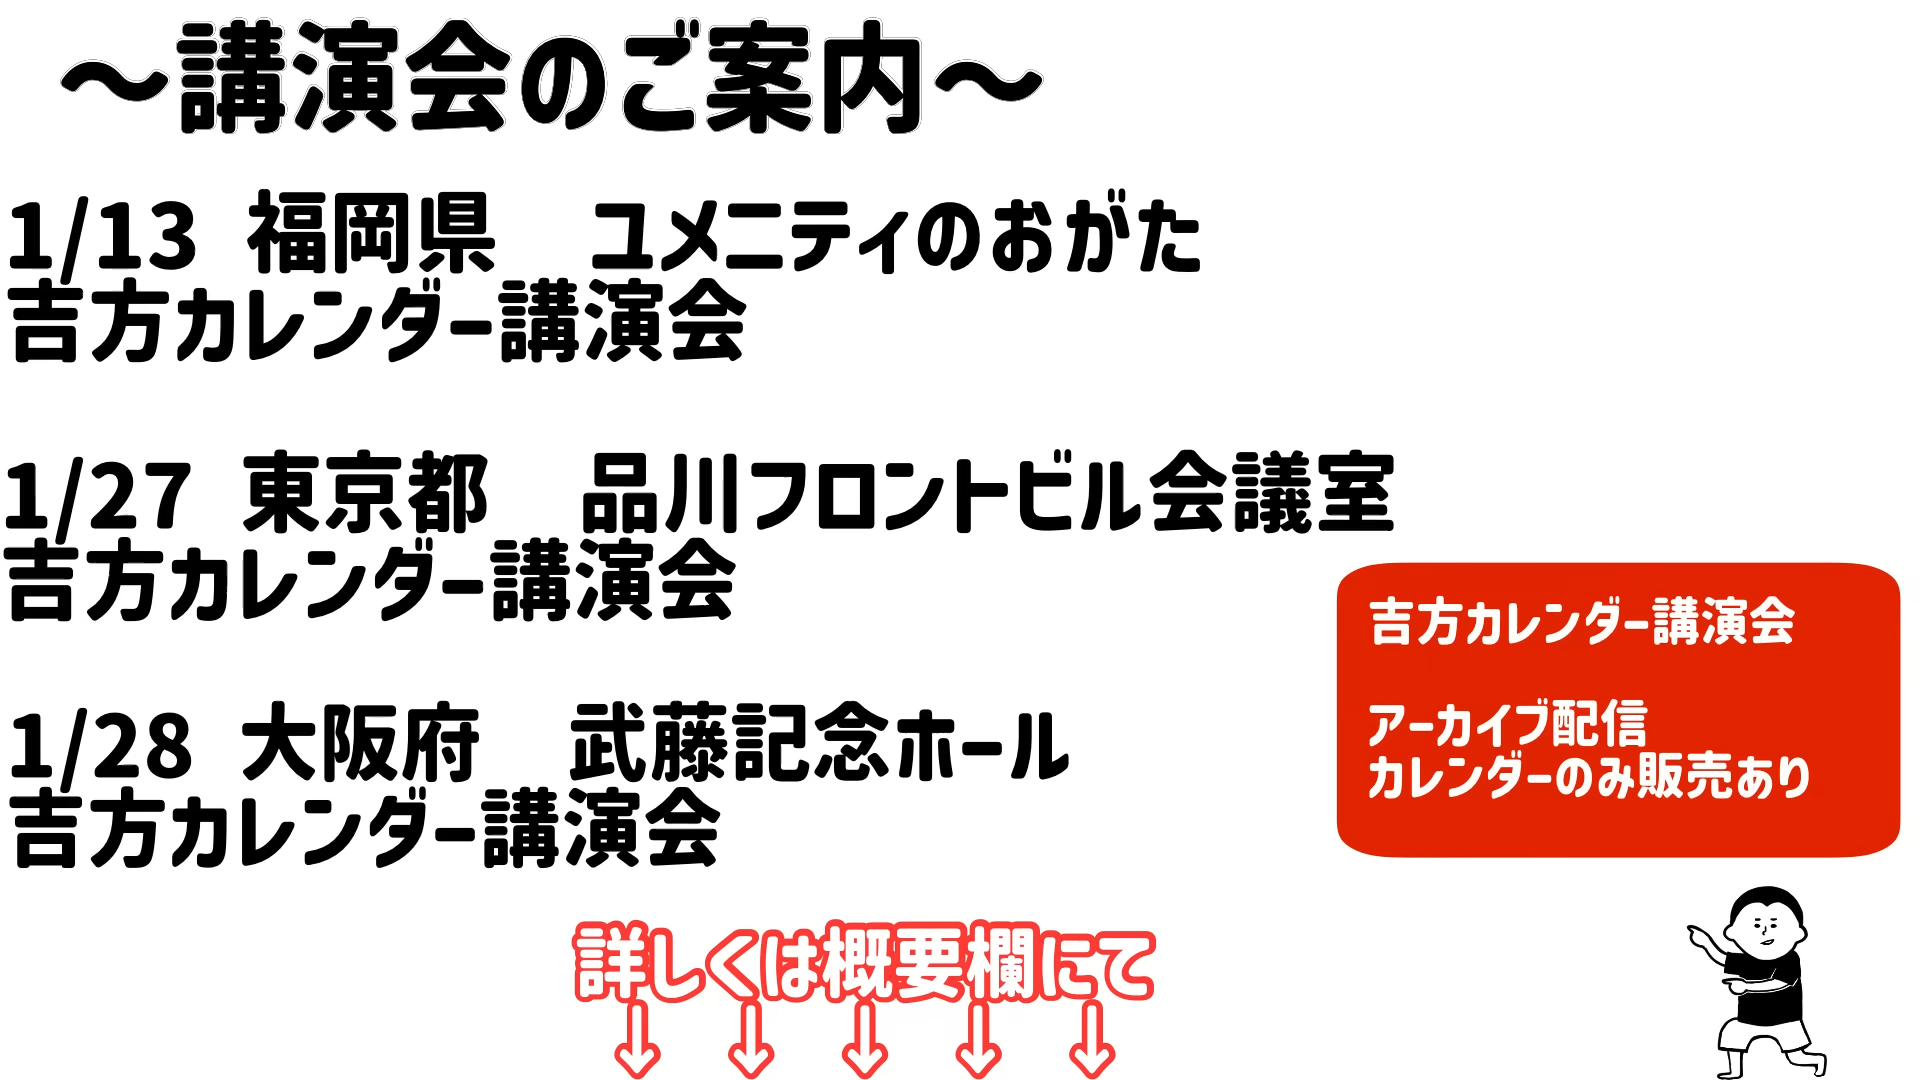 ～講演会のご案内～
1/13 福岡県　ユメニティのおがた
吉方カレンダー講演会
1/27 東京都　品川フロントビル会議室
吉方カレンダー講演会
1/28 大阪府　武藤記念ホール
吉方カレンダー講演会
吉方カレンダー講演会
アーカイブ配信
カレンダーのみ販売あり
詳しくは概要欄にて
↓ ↓ ↓ ↓ ↓